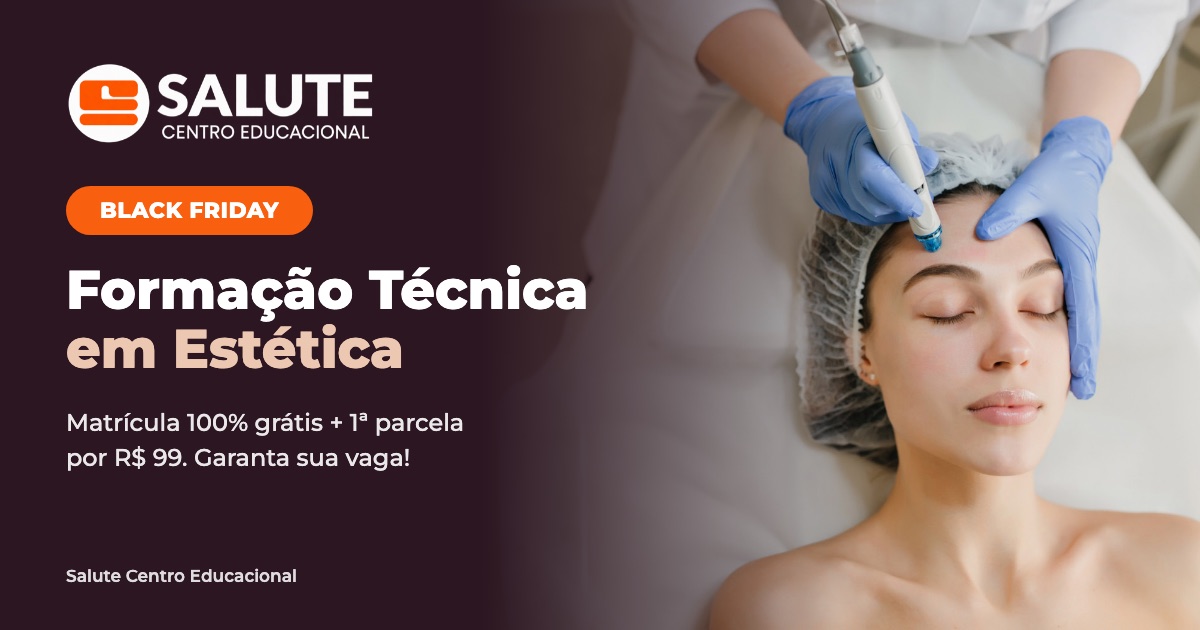 SALUTE
CENTRO EDUCACIONAL
BLACK FRIDAY
Formação Técnica
em Estética
Matrícula 100% grátis + 1ª parcela
por R$ 99. Garanta sua vaga!
Salute Centro Educacional